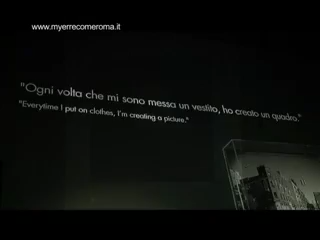 www.myerrecomeroma.it
"Ogni volta che mi sono messa un vestito, ho creato un quadro."
"Everytime I put on clothes, I'm creating a picture."